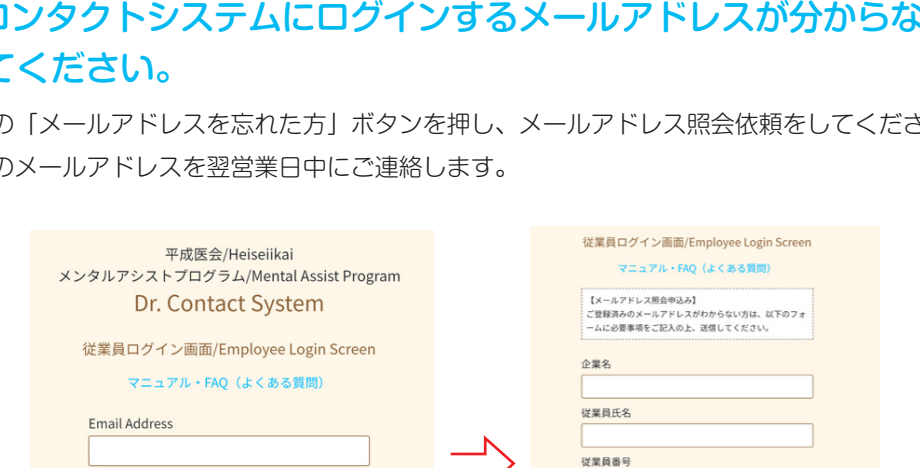 コンタクトシステムにログインするメールアドレスが分からな
てください。
の「メールアドレスを忘れた方」ボタンを押し、メールアドレス照会依頼をしてくださ
のメールアドレスを翌営業日中にご連絡します。
平成医会/Heiseiikai
メンタルアシストプログラム/Mental Assist Program
Dr. Contact System
従業員ログイン画面/Employee Login Screen
マニュアル・FAQ（よくある質問）
Email Address
従業員ログイン画面/Employee Login Screen
マニュアル・FAQ（よくある質問）
【メールアドレス照会申込み】
ご登録済みのメールアドレスがわからない方は、以下のフォ
ームに必要事項をご記入の上、送信してください。
企業名
従業員氏名
従業員番号